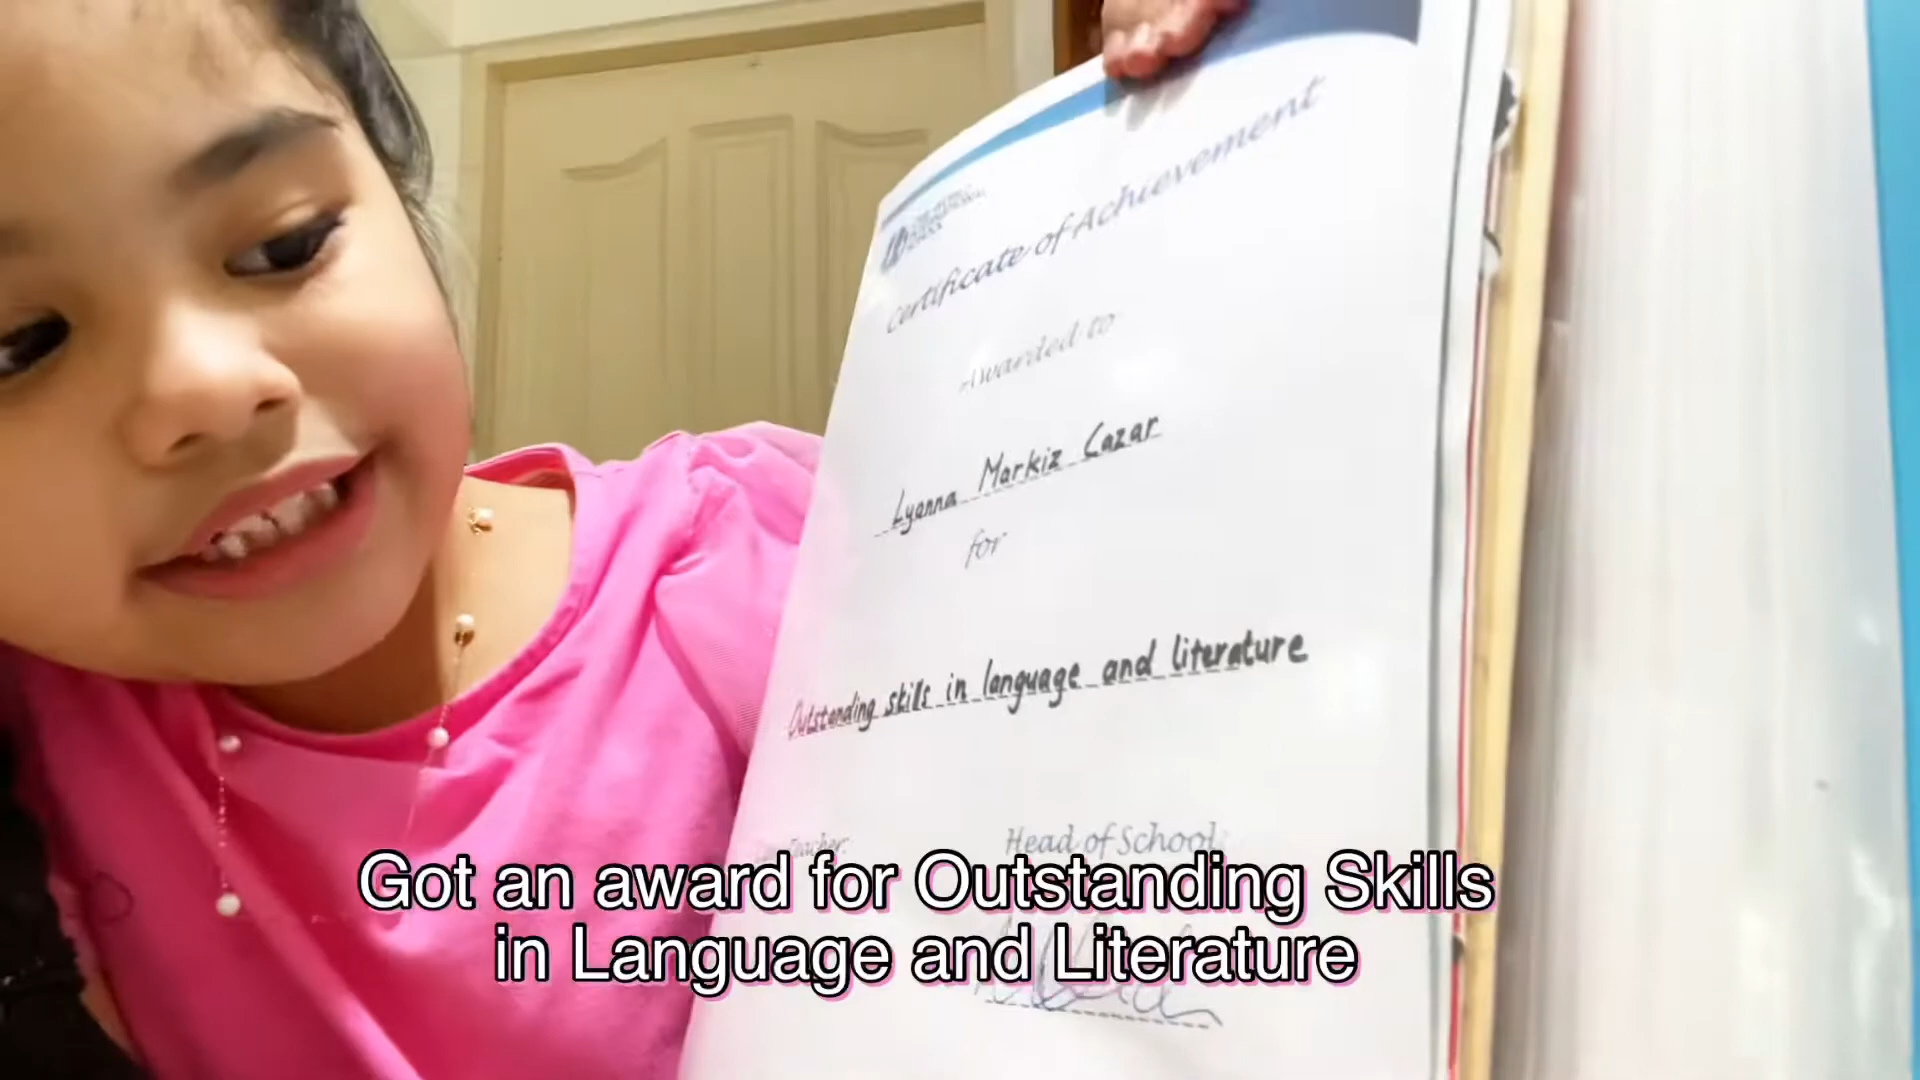 Certificate of Achievement
Awarded to
Lyanna Markiz Cazar
for
Outstanding skills in language and literature
Teacher:
Head of School:
Got an award for Outstanding Skills
in Language and Literature